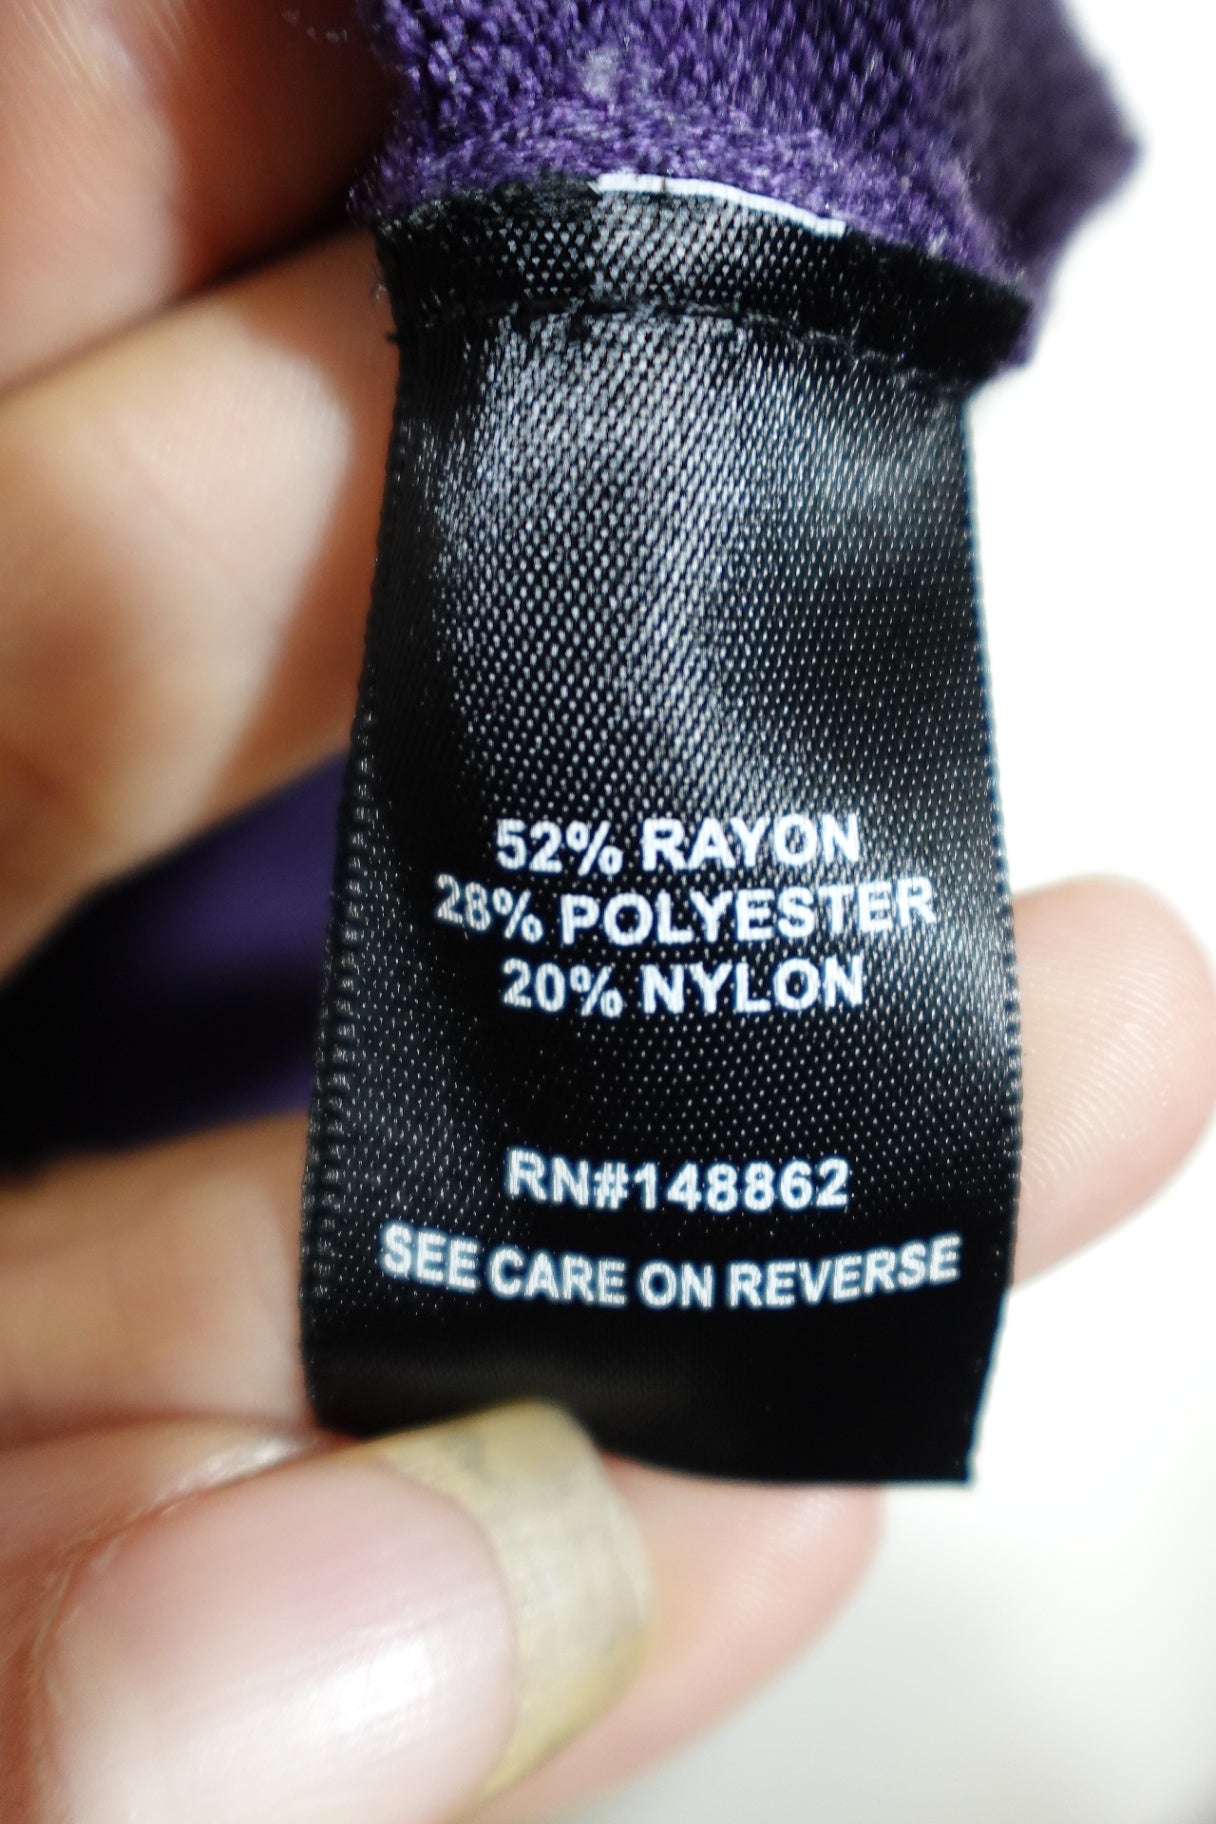 52% RAYON
28% POLYESTER
20% NYLON
RN#148862
SEE CARE ON REVERSE